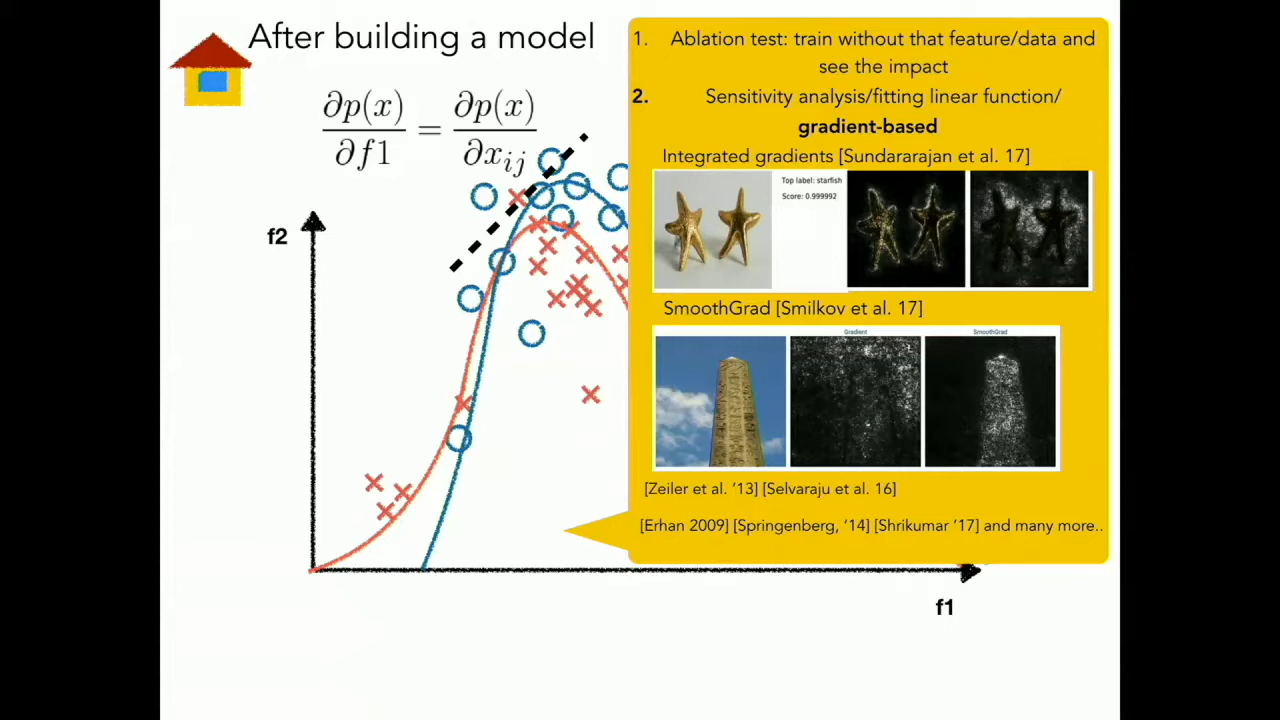 After building a model
∂p(x)/∂f1 = ∂p(x)/∂x_ij
f2
f1
1. Ablation test: train without that feature/data and
see the impact
2. Sensitivity analysis/fitting linear function/
gradient-based
Integrated gradients [Sundararajan et al. 17]
Top label: starfish
Score: 0.999992
SmoothGrad [Smilkov et al. 17]
Gradient SmoothGrad
[Zeiler et al. ‘13] [Selvaraju et al. 16]
[Erhan 2009] [Springenberg, ‘14] [Shrikumar ‘17] and many more..